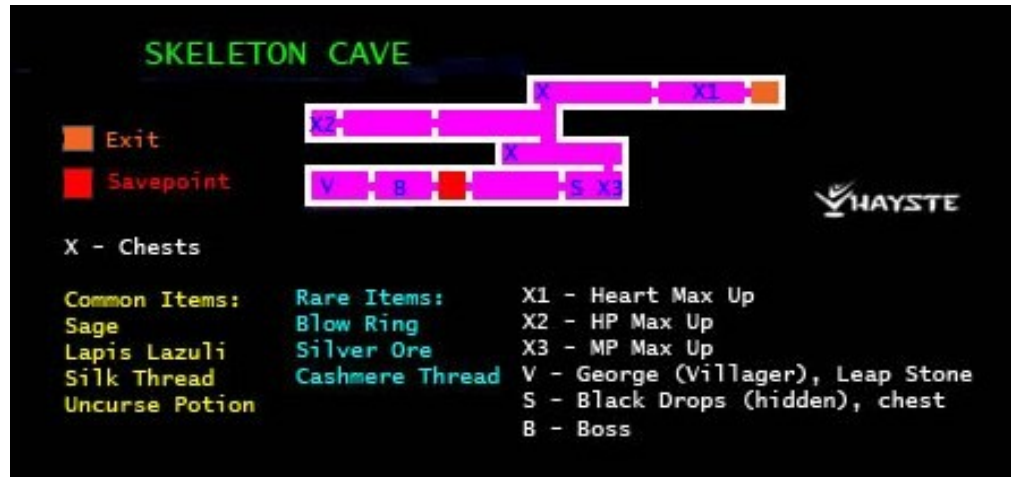 SKELETON CAVE
X X1
X2
Exit
X
Savepoint
V B S X3
HAYSTE
X - Chests
Common Items:
Sage
Lapis Lazuli
Silk Thread
Uncurse Potion
Rare Items:
Blow Ring
Silver Ore
Cashmere Thread
X1 - Heart Max Up
X2 - HP Max Up
X3 - MP Max Up
V - George (Villager), Leap Stone
S - Black Drops (hidden), chest
B - Boss